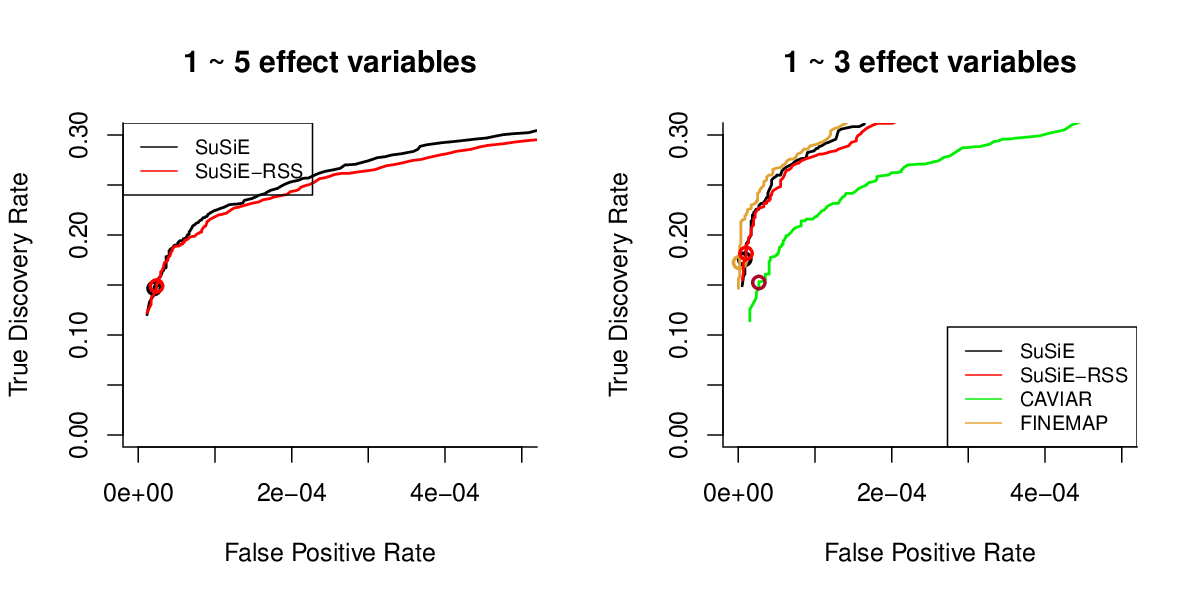 1 ~ 5 effect variables
True Discovery Rate
0.00 0.10 0.20 0.30
SuSiE
SuSiE−RSS
0e+00 2e−04 4e−04
False Positive Rate
1 ~ 3 effect variables
True Discovery Rate
0.00 0.10 0.20 0.30
SuSiE
SuSiE−RSS
CAVIAR
FINEMAP
0e+00 2e−04 4e−04
False Positive Rate